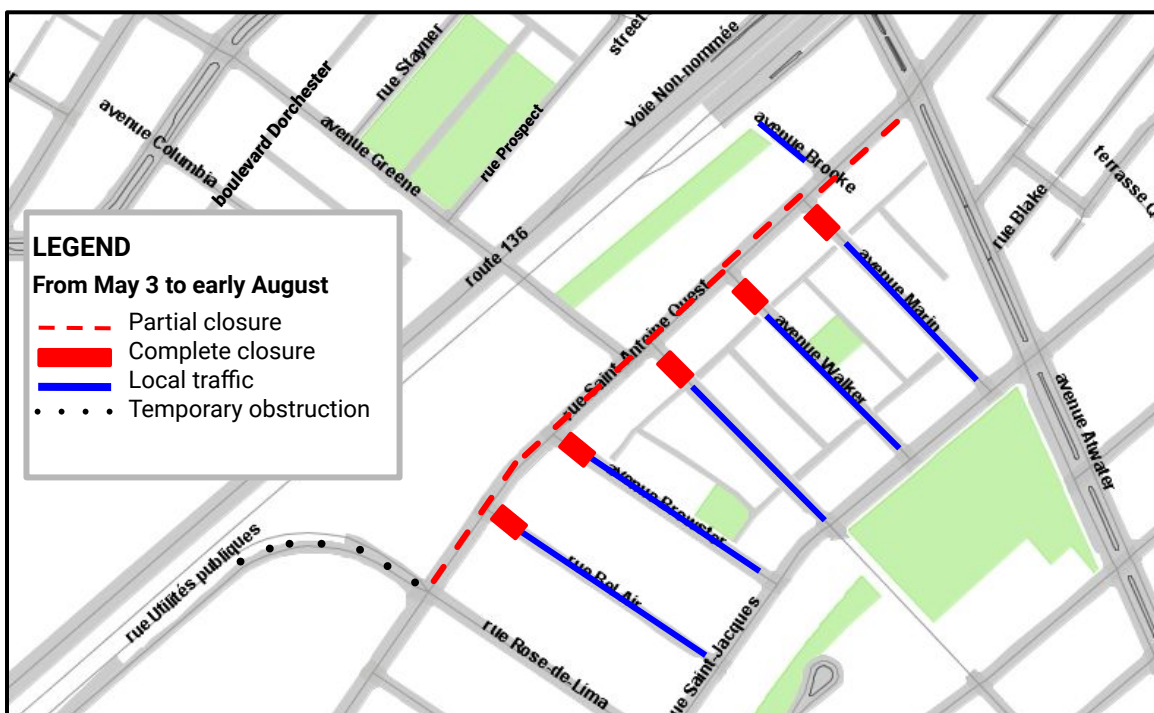 rue Stayner
street
voie Non-nommée
avenue Columbia
boulevard Dorchester
avenue Greene
rue Prospect
avenue Brooke
terrasse
rue Blake
route 136
avenue Marin
rue Saint-Antoine Ouest
avenue Walker
avenue Atwater
avenue Brewster
rue Bel Air
rue Utilités publiques
rue Rose-de-Lima
ue Saint-Jacques
LEGEND
From May 3 to early August
Partial closure
Complete closure
Local traffic
Temporary obstruction